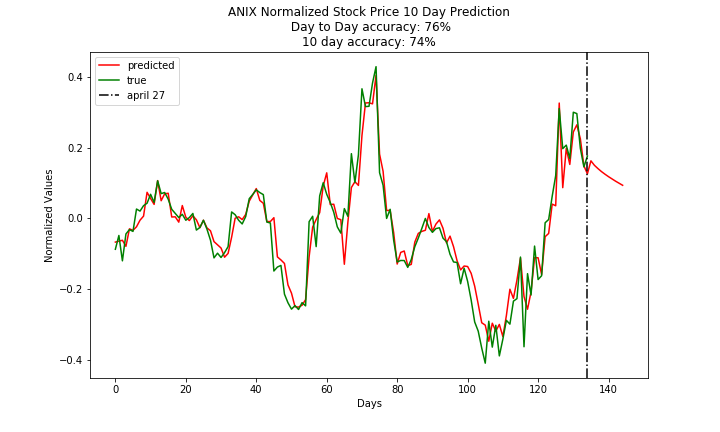 ANIX Normalized Stock Price 10 Day Prediction
Day to Day accuracy: 76%
10 day accuracy: 74%
predicted
true
april 27
Normalized Values
0.4
0.2
0.0
−0.2
−0.4
0
20
40
60
80
100
120
140
Days